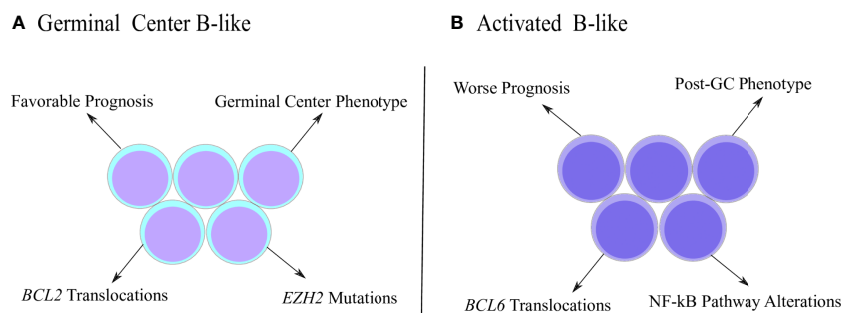 A Germinal Center B-like
Favorable Prognosis
Germinal Center Phenotype
BCL2 Translocations
EZH2 Mutations
B Activated B-like
Worse Prognosis
Post-GC Phenotype
BCL6 Translocations
NF-kB Pathway Alterations